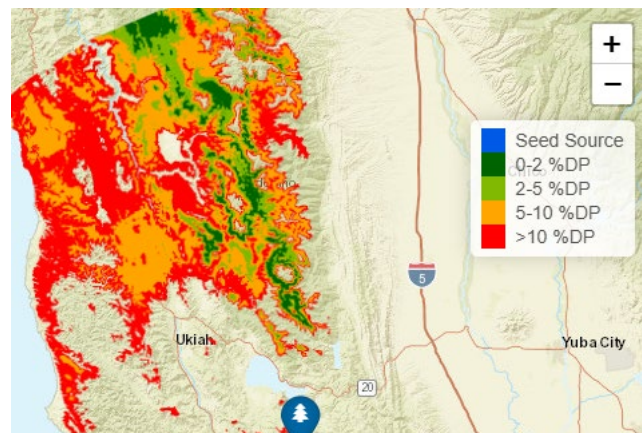 +
−
Seed Source
0-2 %DP
2-5 %DP
5-10 %DP
>10 %DP
5
Ukiah
Yuba City
20